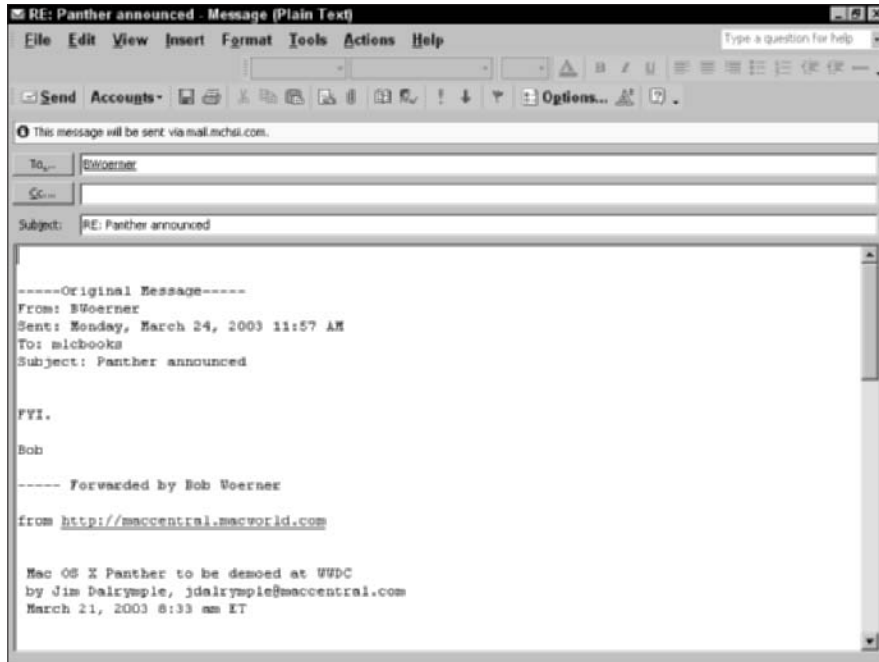 RE: Panther announced - Message (Plain Text)
File Edit View Insert Format Tools Actions Help
Type a question for help
Send Accounts Options...
This message will be sent via mail.mchsi.com.
To... BWoerner
Cc...
Subject: RE: Panther announced
-----Original Message-----
From: BWoerner
Sent: Monday, March 24, 2003 11:57 AM
To: mlcbooks
Subject: Panther announced
FYI.
Bob
----- Forwarded by Bob Woerner
from http://maccentral.macworld.com
Mac OS X Panther to be demoed at WWDC
by Jim Dalrymple, jdalrymple@maccentral.com
March 21, 2003 8:33 am ET